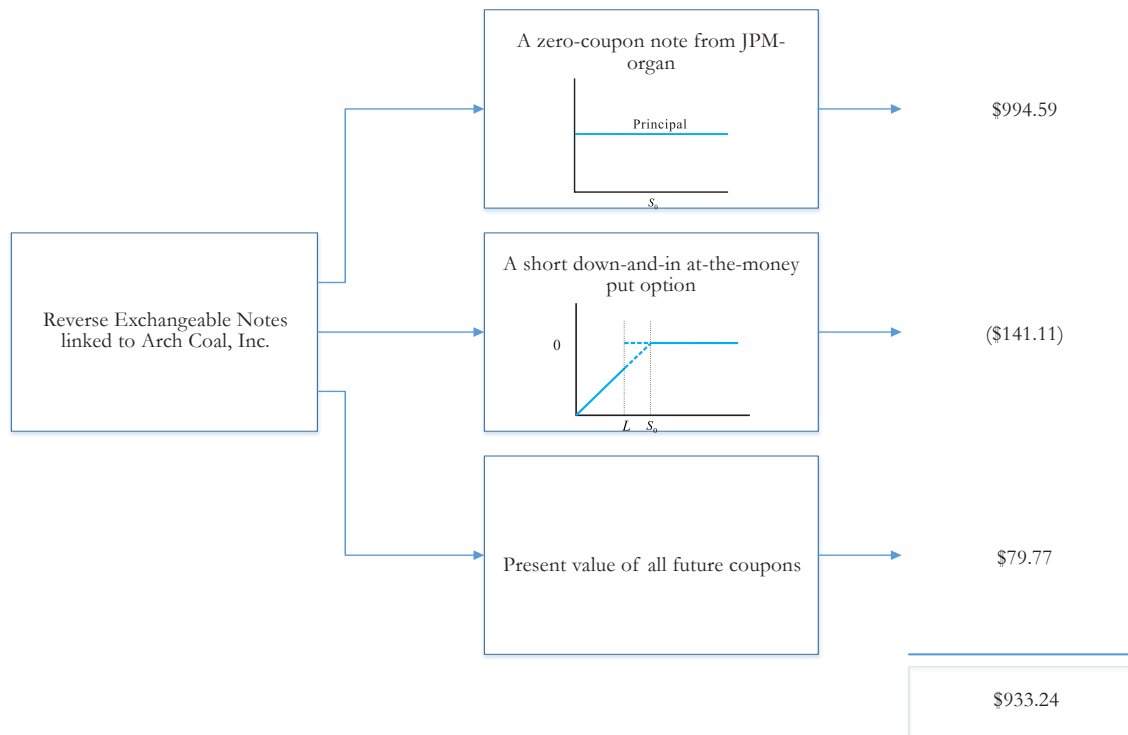 A zero-coupon note from JPM-
organ
Principal
S₀
$994.59
Reverse Exchangeable Notes
linked to Arch Coal, Inc.
A short down-and-in at-the-money
put option
0
L S₀
($141.11)
Present value of all future coupons
$79.77
$933.24